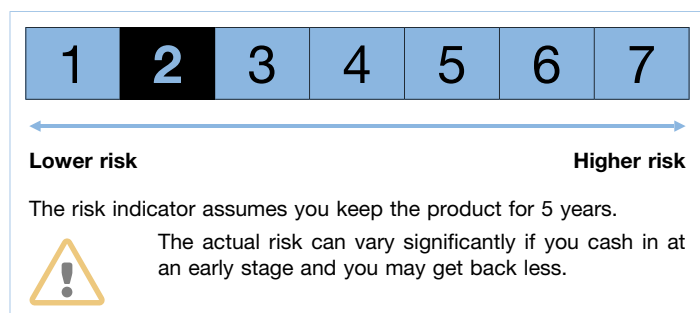 1 2 3 4 5 6 7
Lower risk Higher risk
The risk indicator assumes you keep the product for 5 years.
The actual risk can vary significantly if you cash in at
an early stage and you may get back less.
!